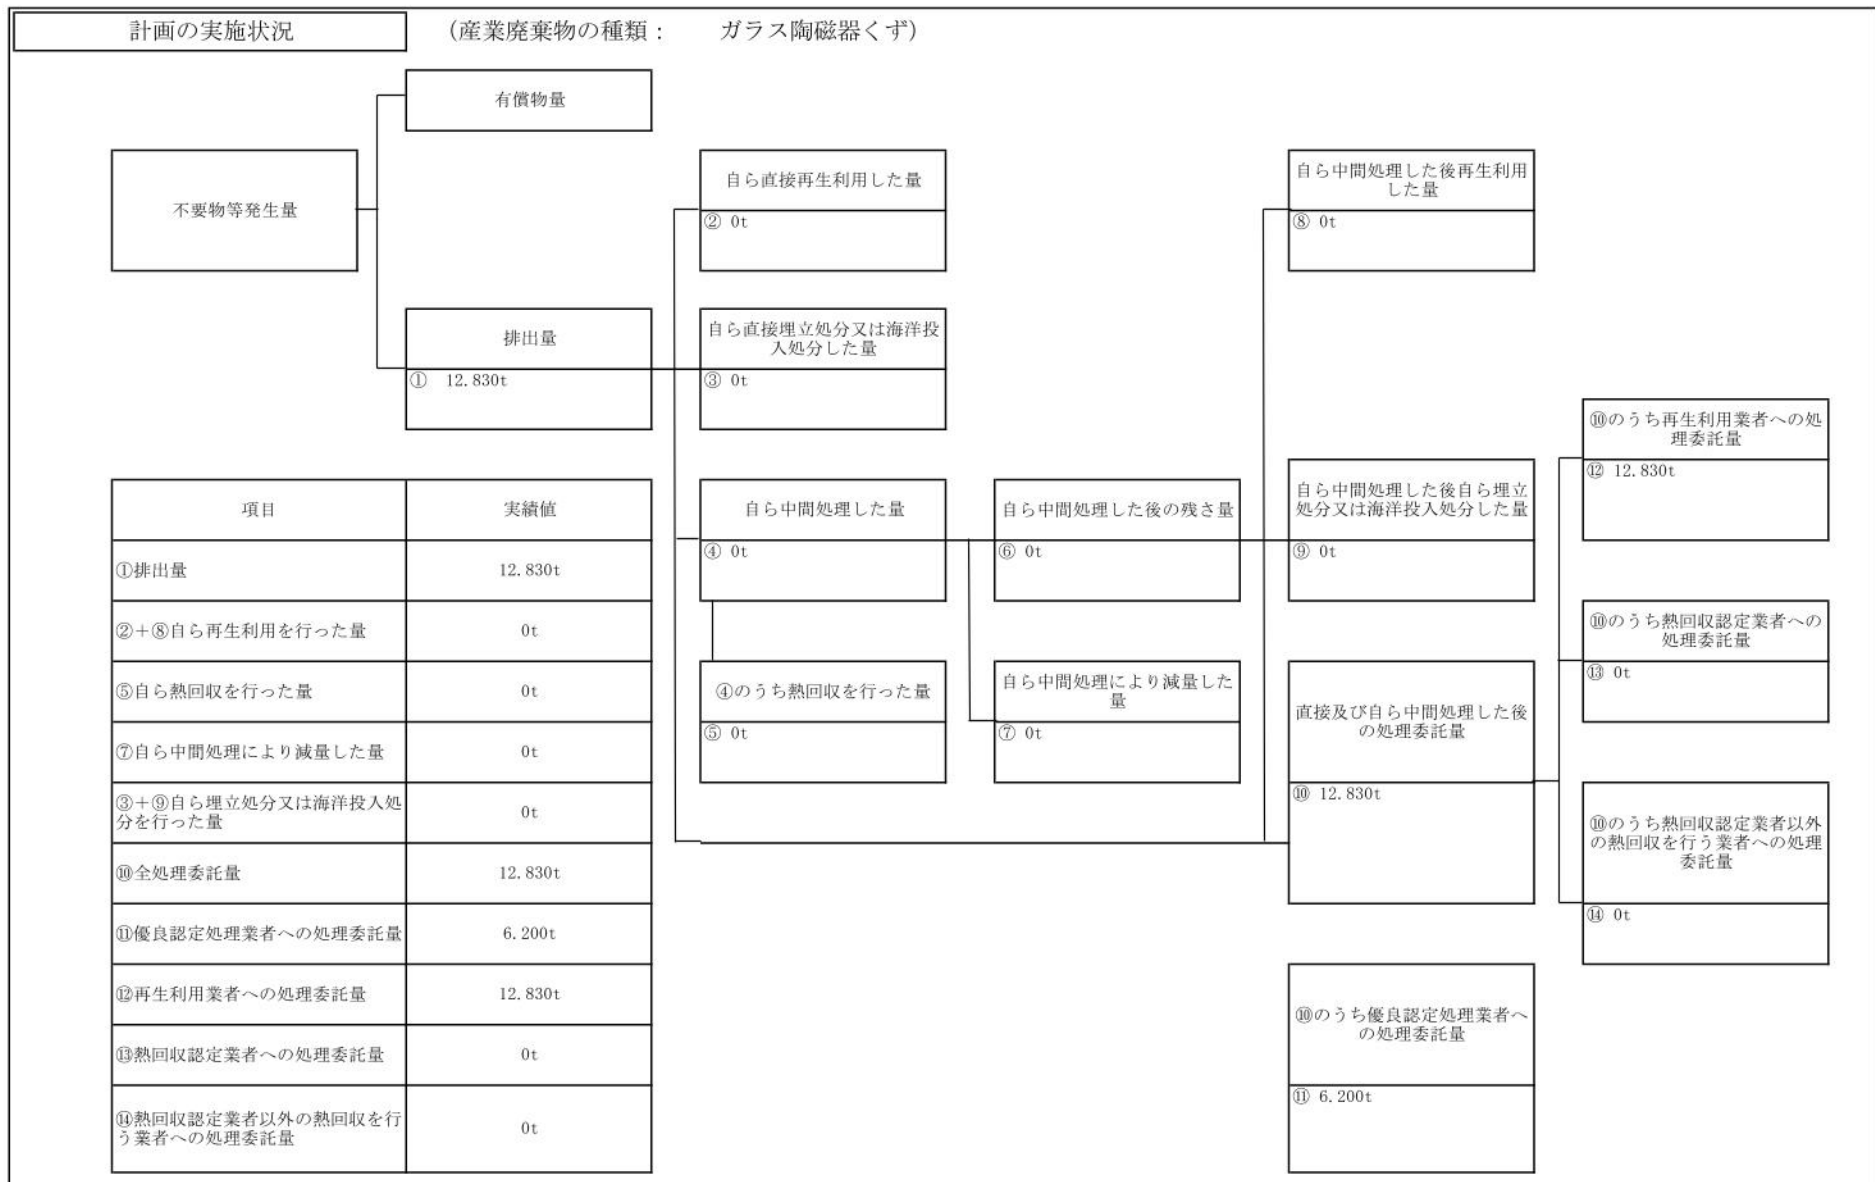 計画の実施状況
(産業廃棄物の種類： ガラス陶磁器くず)
有償物量
不要物等発生量
自ら直接再生利用した量
② 0t
自ら中間処理した後再生利用
した量
⑧ 0t
排出量
① 12.830t
自ら直接埋立処分又は海洋投
入処分した量
③ 0t
⑩のうち再生利用業者への処
理委託量
⑫ 12.830t
自ら中間処理した量
④ 0t
自ら中間処理した後の残さ量
⑥ 0t
自ら中間処理した後自ら埋立
処分又は海洋投入処分した量
⑨ 0t
⑩のうち熱回収認定業者への
処理委託量
⑬ 0t
④のうち熱回収を行った量
⑤ 0t
自ら中間処理により減量した
量
⑦ 0t
直接及び自ら中間処理した後
の処理委託量
⑩ 12.830t
⑩のうち熱回収認定業者以外
の熱回収を行う業者への処理
委託量
⑭ 0t
⑩のうち優良認定処理業者へ
の処理委託量
⑪ 6.200t
項目 実績値
①排出量 12.830t
②＋⑧自ら再生利用を行った量 0t
⑤自ら熱回収を行った量 0t
⑦自ら中間処理により減量した量 0t
③＋⑨自ら埋立処分又は海洋投入処
分を行った量 0t
⑩全処理委託量 12.830t
⑪優良認定処理業者への処理委託量 6.200t
⑫再生利用業者への処理委託量 12.830t
⑬熱回収認定業者への処理委託量 0t
⑭熱回収認定業者以外の熱回収を行
う業者への処理委託量 0t